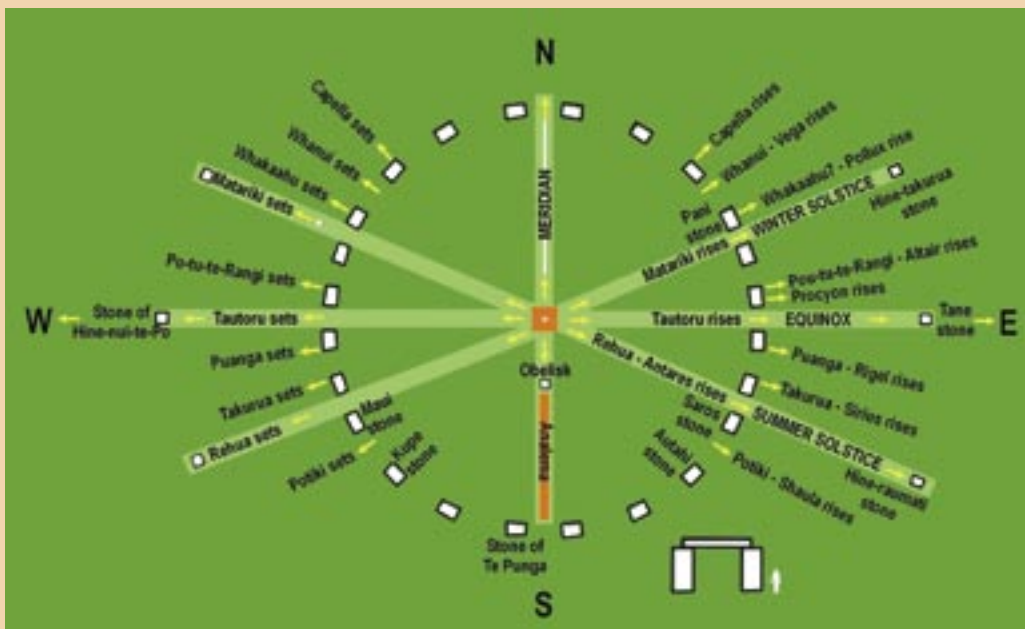 N
Capella sets
Whanui sets
Whakaahu sets
Matariki sets
Po-tu-te-Rangi sets
W
Stone of
Hine-nui-te-Po
Tautoru sets
Puanga sets
Takurua sets
Rehua sets
Maui
stone
Potiki sets
Kupe
stone
MERIDIAN
Obelisk
Analema
Stone of
Te Punga
S
Capella rises
Whanui - Vega rises
Whakaahu? - Pollux rise
Pani
stone
Matariki rises
WINTER SOLSTICE
Hine-takurua
stone
Pou-tu-te-Rangi - Altair rises
Procyon rises
Tautoru rises
EQUINOX
Tane
stone
E
Puanga - Rigel rises
Rehua - Antares rises
Takurua - Sirius rises
SUMMER SOLSTICE
Saros
stone
Hine-raumati
stone
Autahi
stone
Potiki - Shaula rises